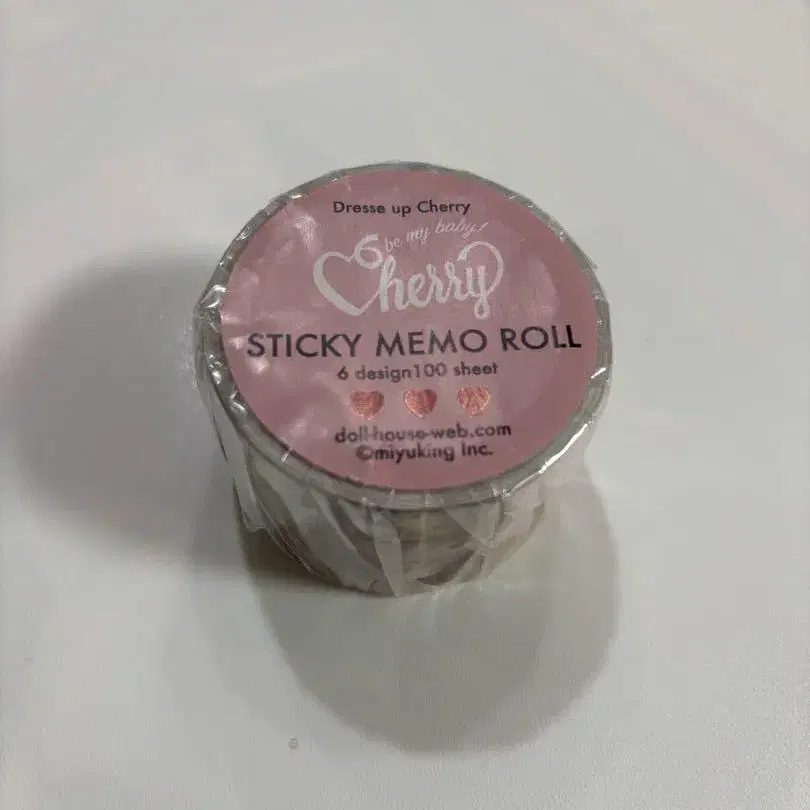 Dresse up Cherry
be my baby!
Cherry
STICKY MEMO ROLL
6 design100 sheet
doll-house-web.com
©miyuking Inc.